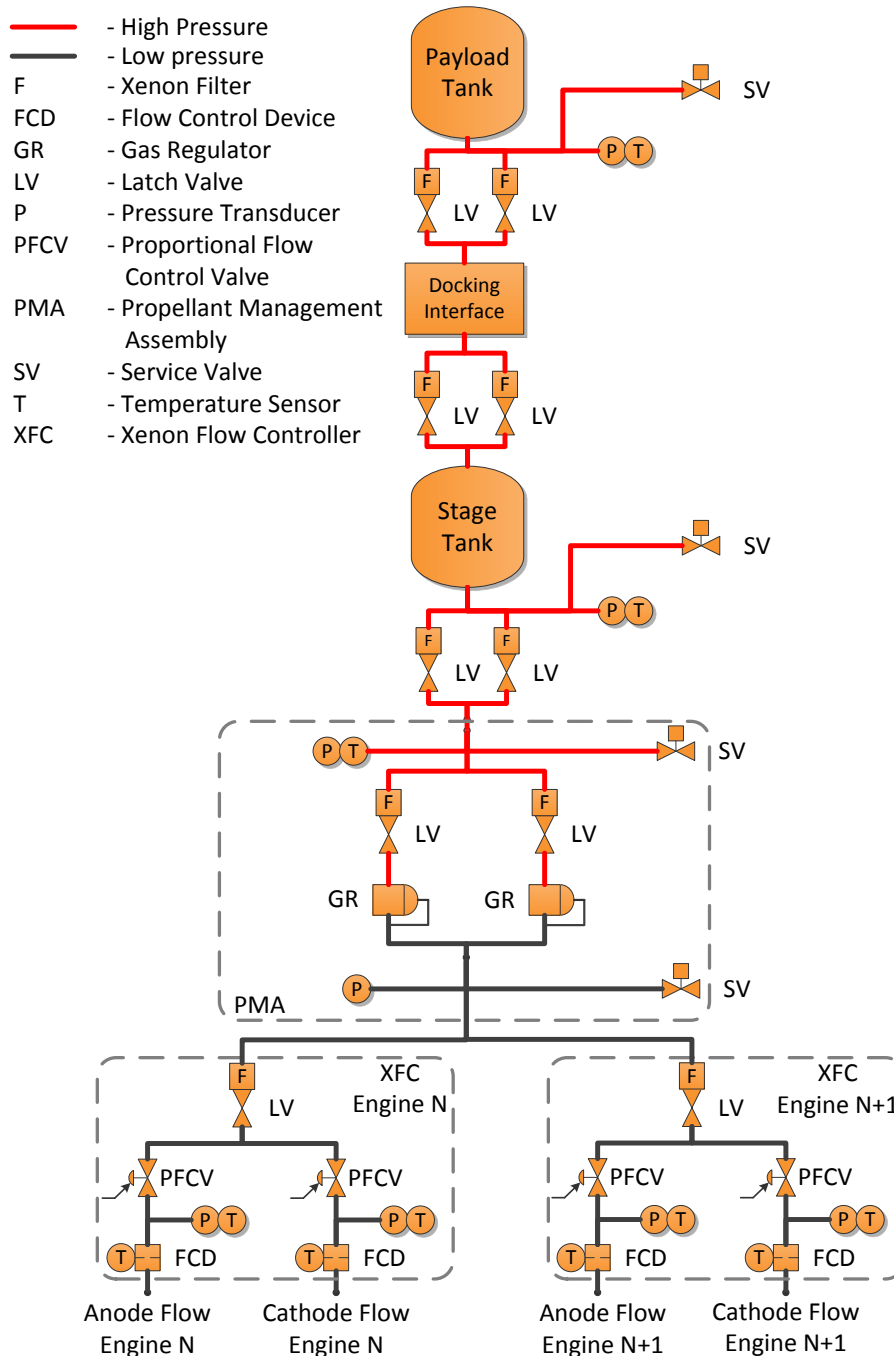 - High Pressure
- Low pressure
F - Xenon Filter
FCD - Flow Control Device
GR - Gas Regulator
LV - Latch Valve
P - Pressure Transducer
PFCV - Proportional Flow
Control Valve
PMA - Propellant Management
Assembly
SV - Service Valve
T - Temperature Sensor
XFC - Xenon Flow Controller
Payload
Tank
SV
P T
F F
LV LV
Docking
Interface
F F
LV LV
Stage
Tank
SV
P T
F F
LV LV
P T SV
F F
LV LV
GR GR
P SV
PMA
F XFC
Engine N
LV
PFCV PFCV
P T P T
T FCD T FCD
Anode Flow
Engine N
Cathode Flow
Engine N
F XFC
Engine N+1
LV
PFCV PFCV
P T P T
T FCD T FCD
Anode Flow
Engine N+1
Cathode Flow
Engine N+1